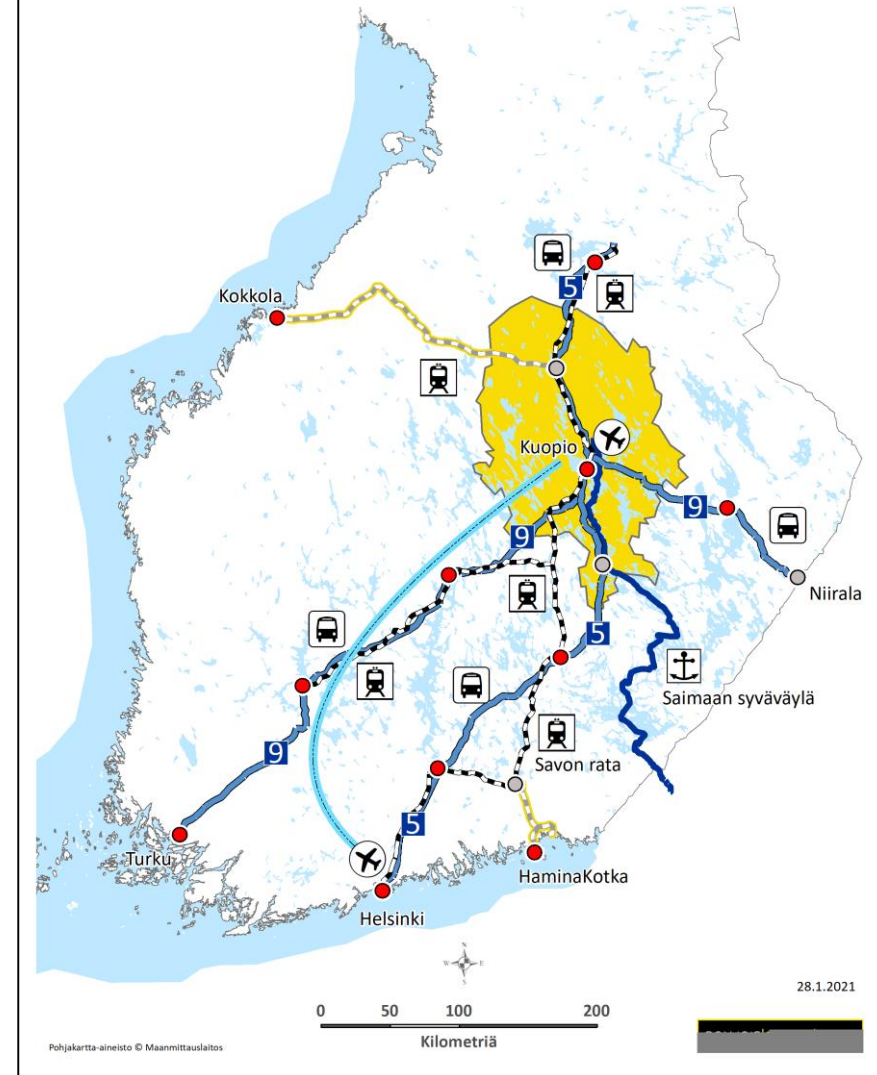 5
Kokkola
Kuopio
9
9
Niirala
5
Saimaan syväväylä
Savon rata
9
5
Turku
HaminaKotka
Helsinki
N
W
E
S
28.1.2021
0 50 100 200
Kilometriä
Pohjakartta-aineisto © Maanmittauslaitos